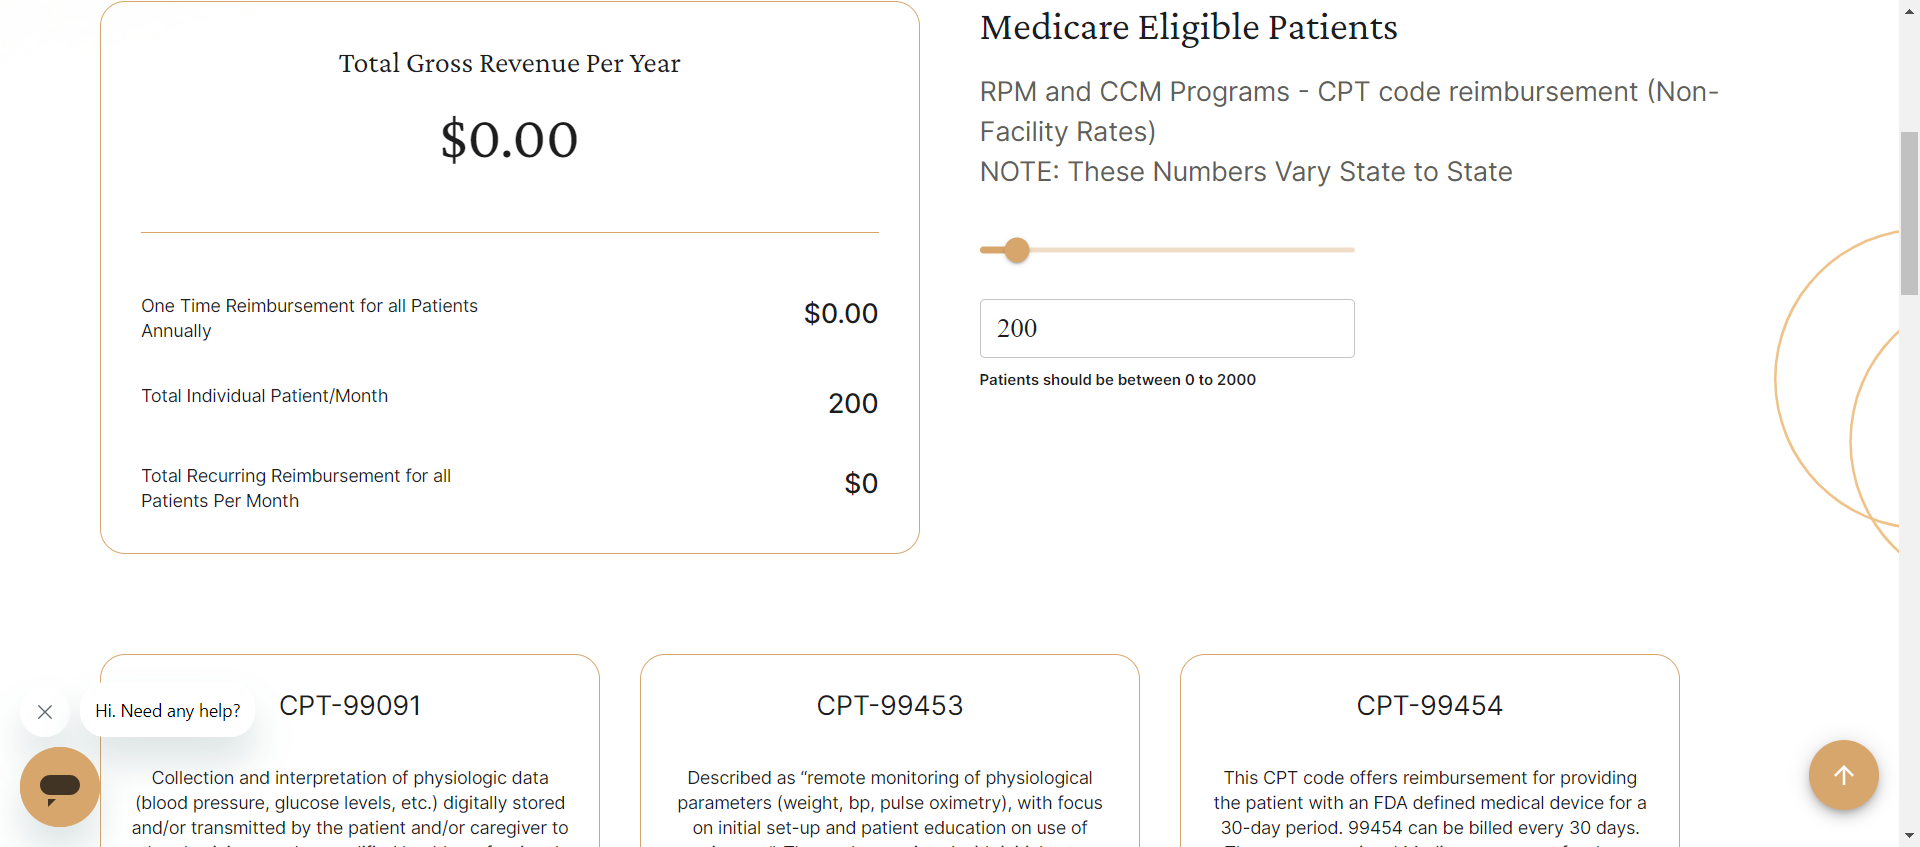 Total Gross Revenue Per Year
$0.00
One Time Reimbursement for all Patients
Annually
$0.00
Total Individual Patient/Month
200
Total Recurring Reimbursement for all
Patients Per Month
$0
Medicare Eligible Patients
RPM and CCM Programs - CPT code reimbursement (Non-
Facility Rates)
NOTE: These Numbers Vary State to State
200
Patients should be between 0 to 2000
CPT-99091
Collection and interpretation of physiologic data
(blood pressure, glucose levels, etc.) digitally stored
and/or transmitted by the patient and/or caregiver to
CPT-99453
Described as “remote monitoring of physiological
parameters (weight, bp, pulse oximetry), with focus
on initial set-up and patient education on use of
CPT-99454
This CPT code offers reimbursement for providing
the patient with an FDA defined medical device for a
30-day period. 99454 can be billed every 30 days.
Hi. Need any help?